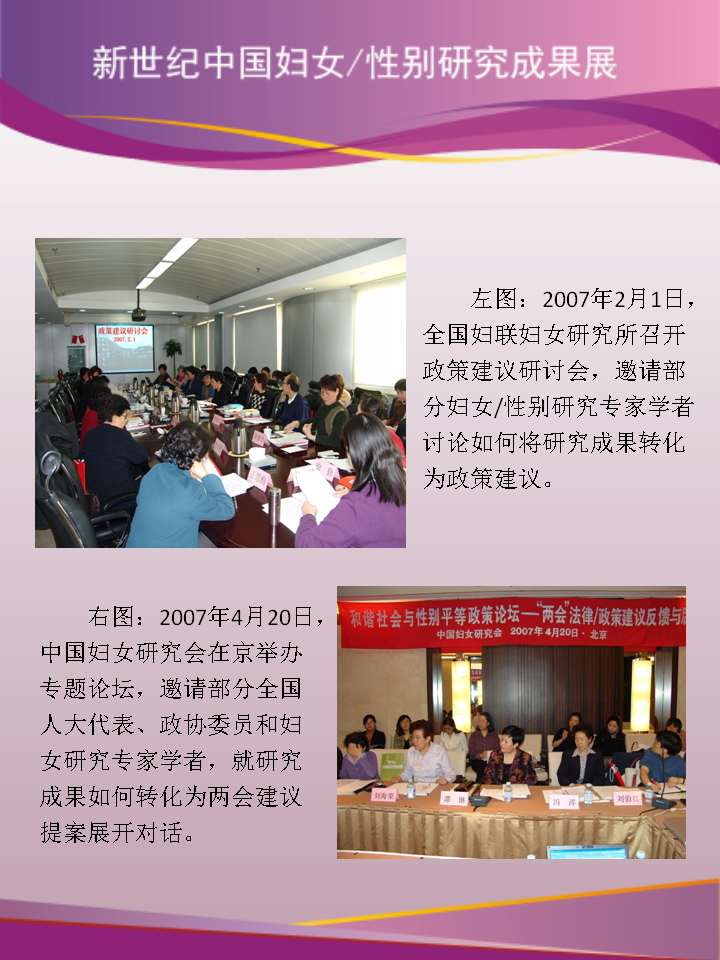 新世纪中国妇女/性别研究成果展
政策建议研讨会
2007.2.1
左图：2007年2月1日，
全国妇联妇女研究所召开
政策建议研讨会，邀请部
分妇女/性别研究专家学者
讨论如何将研究成果转化
为政策建议。
右图：2007年4月20日，
中国妇女研究会在京举办
专题论坛，邀请部分全国
人大代表、政协委员和妇
女研究专家学者，就研究
成果如何转化为两会建议
提案展开对话。
和谐社会与性别平等政策论坛—“两会”法律/政策建议反馈与
中国妇女研究会 2007年4月20日·北京
刘海荣
谭琳
冯淬
刘伯红